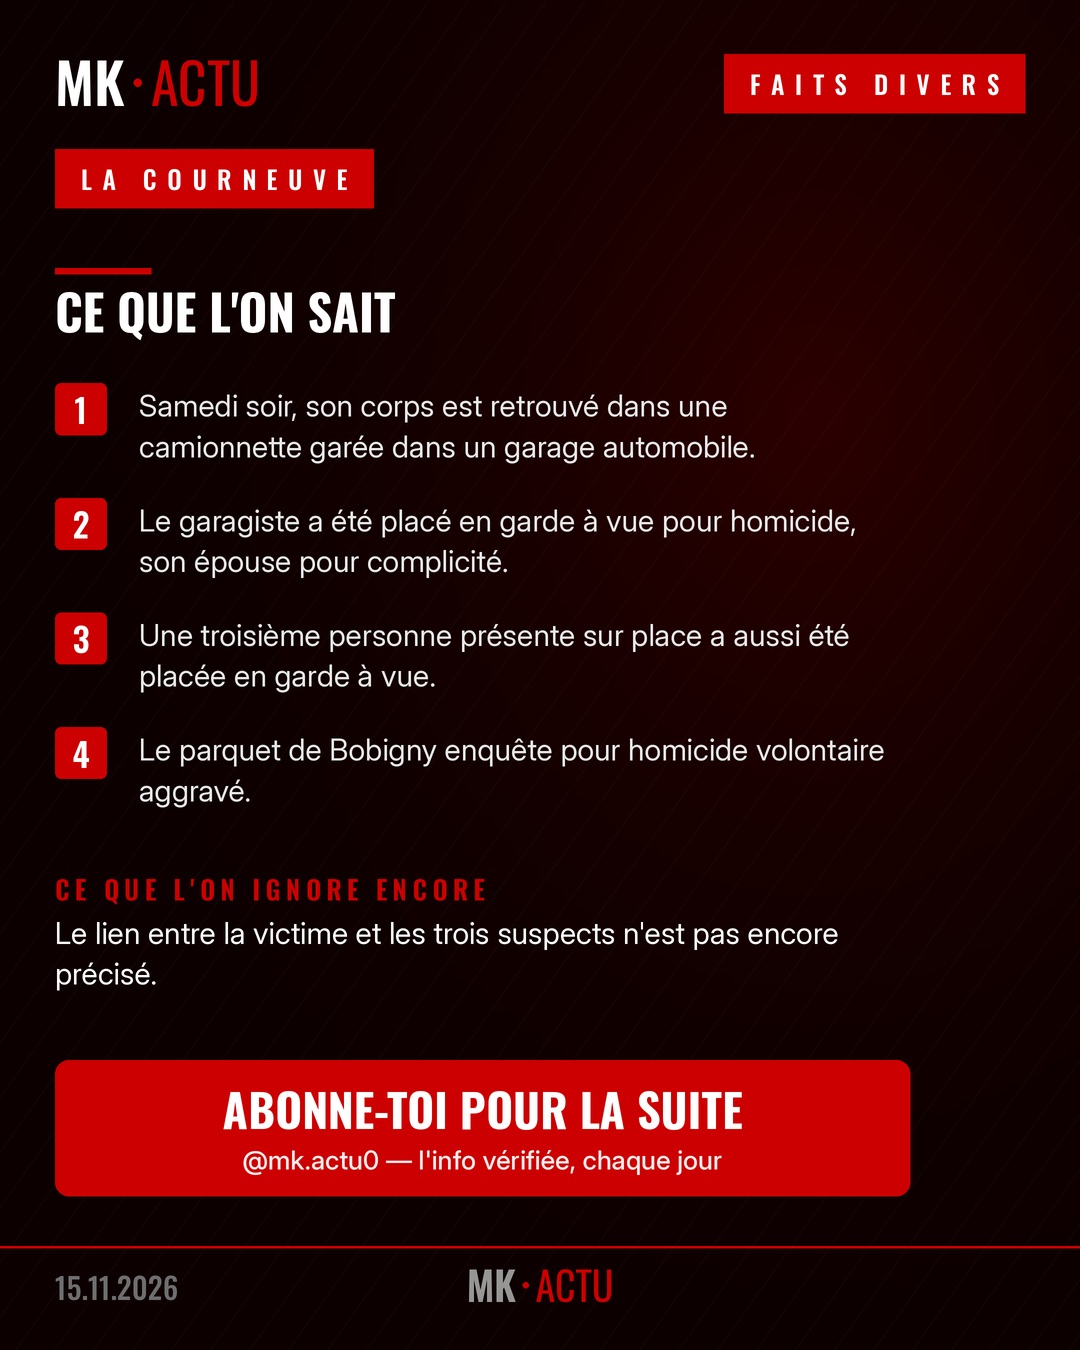 MK·ACTU
FAITS DIVERS
LA COURNEUVE
CE QUE L'ON SAIT
1
Samedi soir, son corps est retrouvé dans une
camionnette garée dans un garage automobile.
2
Le garagiste a été placé en garde à vue pour homicide,
son épouse pour complicité.
3
Une troisième personne présente sur place a aussi été
placée en garde à vue.
4
Le parquet de Bobigny enquête pour homicide volontaire
aggravé.
CE QUE L'ON IGNORE ENCORE
Le lien entre la victime et les trois suspects n'est pas encore
précisé.
ABONNE-TOI POUR LA SUITE
@mk.actu0 — l'info vérifiée, chaque jour
15.11.2026
MK·ACTU